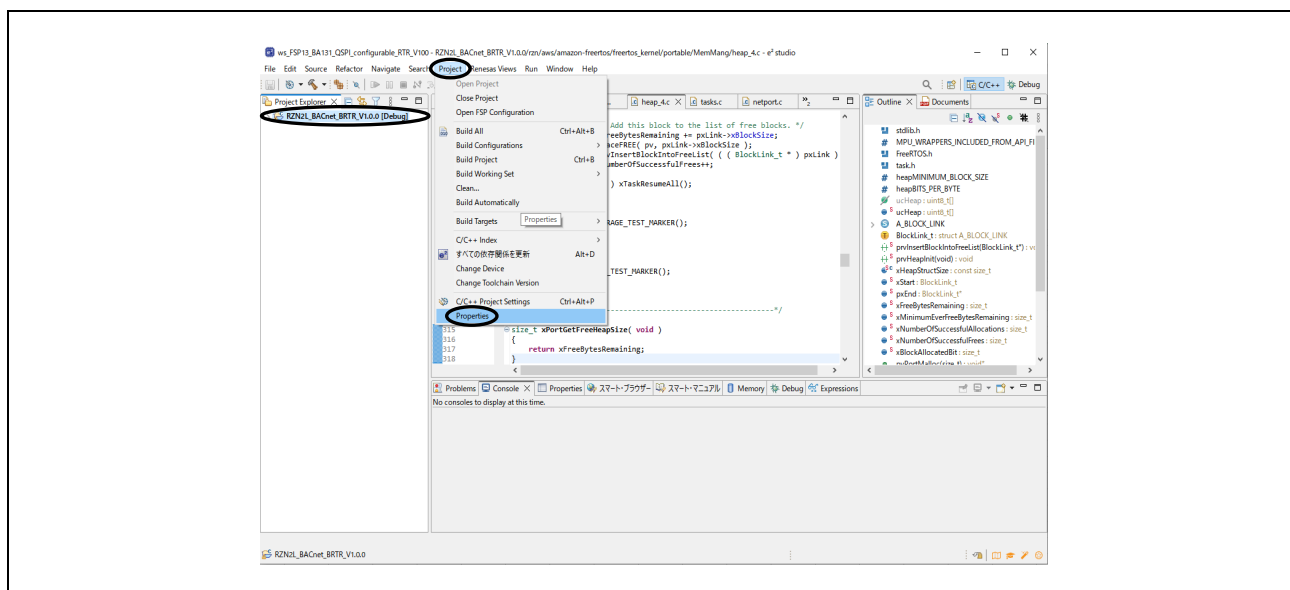 ws_FSP13_BA131_QSPI_configurable_RTR_V100 - RZN2L_BACnet_BRTR_V1.0.0/rzn/aws/amazon-freertos/freertos_kernel/portable/MemMang/heap_4.c - e² studio
File Edit Source Refactor Navigate Search Project Renesas Views Run Window Help
C/C++ Debug
Project Explorer
RZN2L_BACnet_BRTR_V1.0.0 [Debug]
Open Project
Close Project
Open FSP Configuration
Build All Ctrl+Alt+B
Build Configurations
Build Project Ctrl+B
Build Working Set
Clean...
Build Automatically
Build Targets
Properties
C/C++ Index
すべての依存関係を更新 Alt+D
Change Device
Change Toolchain Version
C/C++ Project Settings Ctrl+Alt+P
Properties
heap_4.c tasks.c netport.c »2
Add this block to the list of free blocks. */
reeBytesRemaining += pxLink->xBlockSize;
aceFREE( pv, pxLink->xBlockSize );
vInsertBlockIntoFreeList( ( ( BlockLink_t * ) pxLink )
umberOfSuccessfulFrees++;
) xTaskResumeAll();
RAGE_TEST_MARKER();
_TEST_MARKER();
-----------------------------------------*/
315 size_t xPortGetFreeHeapSize( void )
316 {
317 return xFreeBytesRemaining;
318 }
Outline Documents
stdlib.h
# MPU_WRAPPERS_INCLUDED_FROM_API_FI
FreeRTOS.h
task.h
# heapMINIMUM_BLOCK_SIZE
# heapBITS_PER_BYTE
ucHeap : uint8_t[]
S ucHeap : uint8_t[]
A_BLOCK_LINK
BlockLink_t : struct A_BLOCK_LINK
S prvInsertBlockIntoFreeList(BlockLink_t*) : v
S prvHeapInit(void) : void
S C xHeapStructSize : const size_t
S xStart : BlockLink_t
S pxEnd : BlockLink_t*
S xFreeBytesRemaining : size_t
S xMinimumEverFreeBytesRemaining : size_t
S xNumberOfSuccessfulAllocations : size_t
S xNumberOfSuccessfulFrees : size_t
S xBlockAllocatedBit : size_t
pvPortMalloc(size_t) : void*
Problems Console Properties スマート・ブラウザー スマート・マニュアル Memory Debug Expressions
No consoles to display at this time.
RZN2L_BACnet_BRTR_V1.0.0